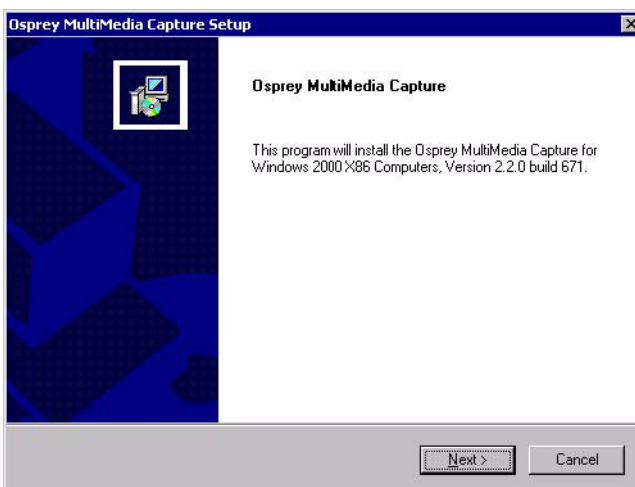 Osprey MultiMedia Capture Setup
Osprey MultiMedia Capture
This program will install the Osprey MultiMedia Capture for
Windows 2000 X86 Computers, Version 2.2.0 build 671.
Next >
Cancel